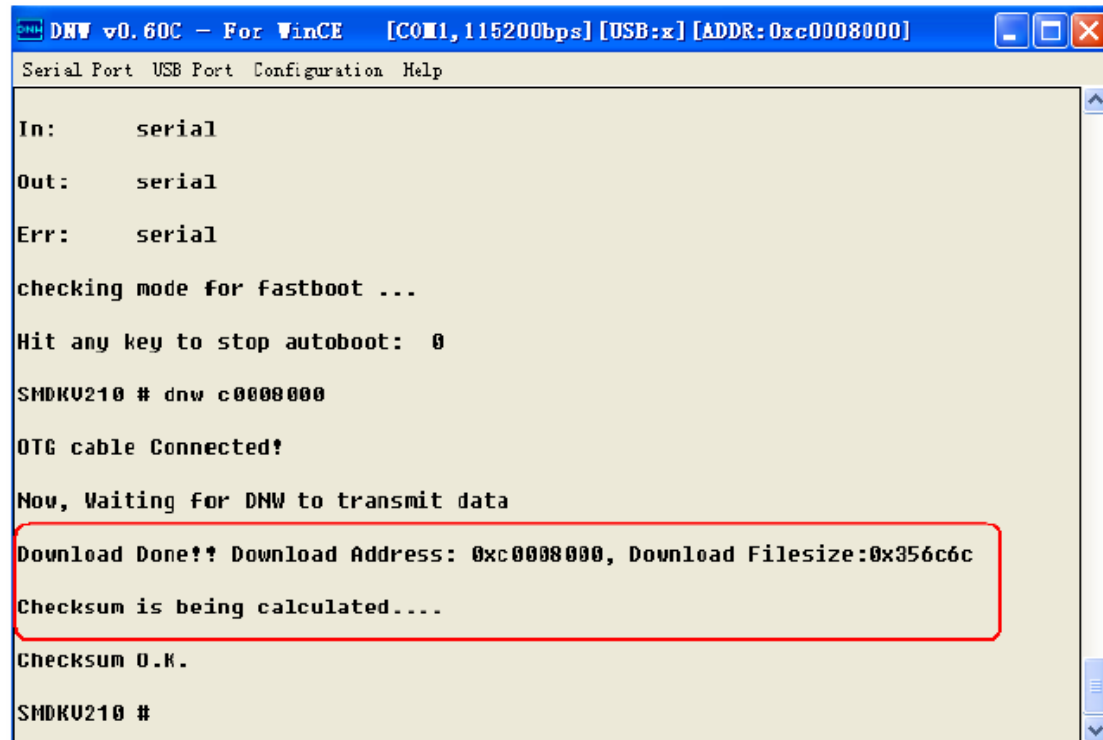 DNW v0.60C - For WinCE [COM1,115200bps][USB:x][ADDR:0xc0008000]
Serial Port USB Port Configuration Help
In: serial
Out: serial
Err: serial
checking mode for fastboot ...
Hit any key to stop autoboot: 0
SMDKV210 # dnw c0008000
OTG cable Connected!
Now, Waiting for DNW to transmit data
Download Done!! Download Address: 0xc0008000, Download Filesize:0x356c6c
Checksum is being calculated....
Checksum O.K.
SMDKV210 #